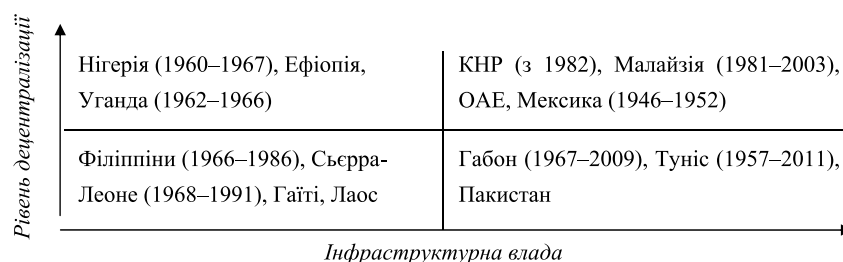 Рівень децентралізації
Нігерія (1960–1967), Ефіопія,
Уганда (1962–1966)
КНР (з 1982), Малайзія (1981–2003),
ОАЕ, Мексика (1946–1952)
Філіппіни (1966–1986), Сьєрра-
Леоне (1968–1991), Гаїті, Лаос
Габон (1967–2009), Туніс (1957–2011),
Пакистан
Інфраструктурна влада